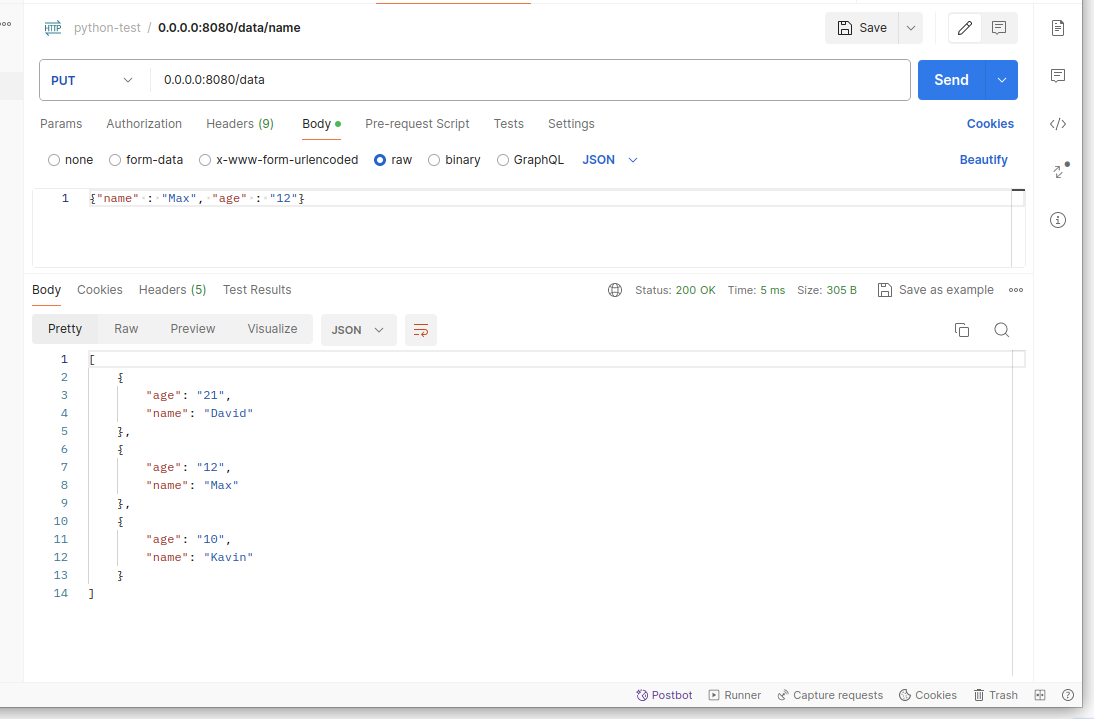 HTTP python-test / 0.0.0.0:8080/data/name Save
PUT 0.0.0.0:8080/data Send
Params Authorization Headers (9) Body Pre-request Script Tests Settings Cookies
none form-data x-www-form-urlencoded raw binary GraphQL JSON Beautify
1 {"name" : "Max", "age" : "12"}
Body Cookies Headers (5) Test Results Status: 200 OK Time: 5 ms Size: 305 B Save as example
Pretty Raw Preview Visualize JSON
1 [
2 {
3 "age": "21",
4 "name": "David"
5 },
6 {
7 "age": "12",
8 "name": "Max"
9 },
10 {
11 "age": "10",
12 "name": "Kavin"
13 }
14 ]
Postbot Runner Capture requests Cookies Trash